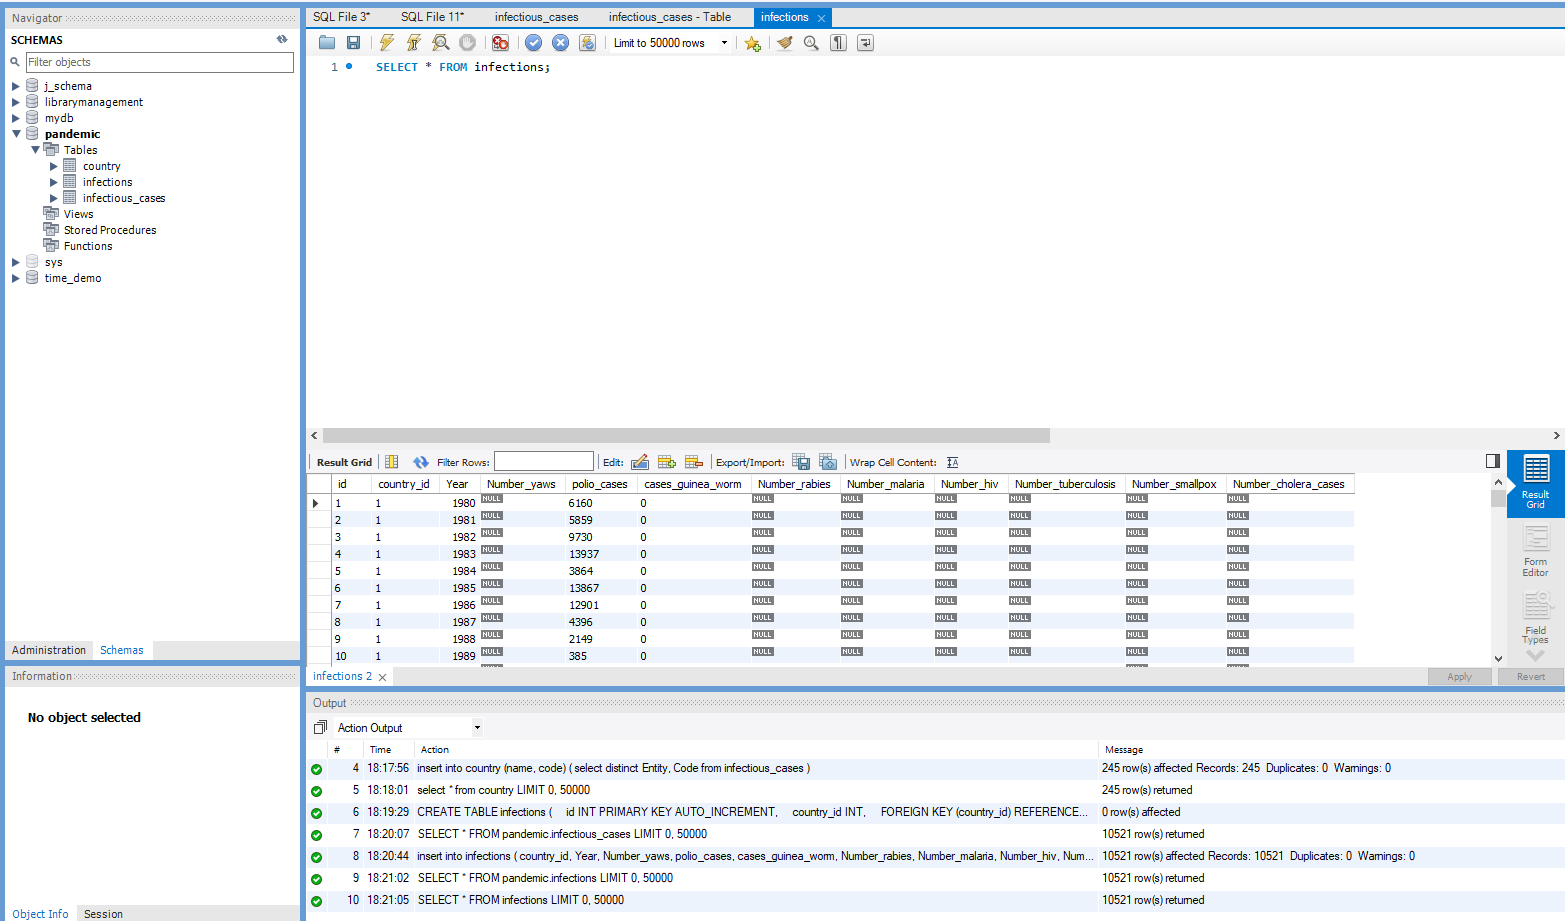 Navigator
SCHEMAS
Filter objects
j_schema
librarymanagement
mydb
pandemic
Tables
country
infections
infectious_cases
Views
Stored Procedures
Functions
sys
time_demo
Administration Schemas
Information
No object selected
Object Info Session
SQL File 3* SQL File 11* infectious_cases infectious_cases - Table infections
Limit to 50000 rows
1 SELECT * FROM infections;
Result Grid Filter Rows: Edit: Export/Import: Wrap Cell Content:
id country_id Year Number_yaws polio_cases cases_guinea_worm Number_rabies Number_malaria Number_hiv Number_tuberculosis Number_smallpox Number_cholera_cases
1 1 1980 NULL 6160 0 NULL NULL NULL NULL NULL NULL
2 1 1981 NULL 5859 0 NULL NULL NULL NULL NULL NULL
3 1 1982 NULL 9730 0 NULL NULL NULL NULL NULL NULL
4 1 1983 NULL 13937 0 NULL NULL NULL NULL NULL NULL
5 1 1984 NULL 3864 0 NULL NULL NULL NULL NULL NULL
6 1 1985 NULL 13867 0 NULL NULL NULL NULL NULL NULL
7 1 1986 NULL 12901 0 NULL NULL NULL NULL NULL NULL
8 1 1987 NULL 4396 0 NULL NULL NULL NULL NULL NULL
9 1 1988 NULL 2149 0 NULL NULL NULL NULL NULL NULL
10 1 1989 NULL 385 0 NULL NULL NULL NULL NULL NULL
Result
Grid
Form
Editor
Field
Types
infections 2 Apply Revert
Output
Action Output
# Time Action Message
4 18:17:56 insert into country (name, code) ( select distinct Entity, Code from infectious_cases ) 245 row(s) affected Records: 245 Duplicates: 0 Warnings: 0
5 18:18:01 select * from country LIMIT 0, 50000 245 row(s) returned
6 18:19:29 CREATE TABLE infections ( id INT PRIMARY KEY AUTO_INCREMENT, country_id INT, FOREIGN KEY (country_id) REFERENCE... 0 row(s) affected
7 18:20:07 SELECT * FROM pandemic.infectious_cases LIMIT 0, 50000 10521 row(s) returned
8 18:20:44 insert into infections ( country_id, Year, Number_yaws, polio_cases, cases_guinea_worm, Number_rabies, Number_malaria, Number_hiv, Num... 10521 row(s) affected Records: 10521 Duplicates: 0 Warnings: 0
9 18:21:02 SELECT * FROM pandemic.infections LIMIT 0, 50000 10521 row(s) returned
10 18:21:05 SELECT * FROM infections LIMIT 0, 50000 10521 row(s) returned